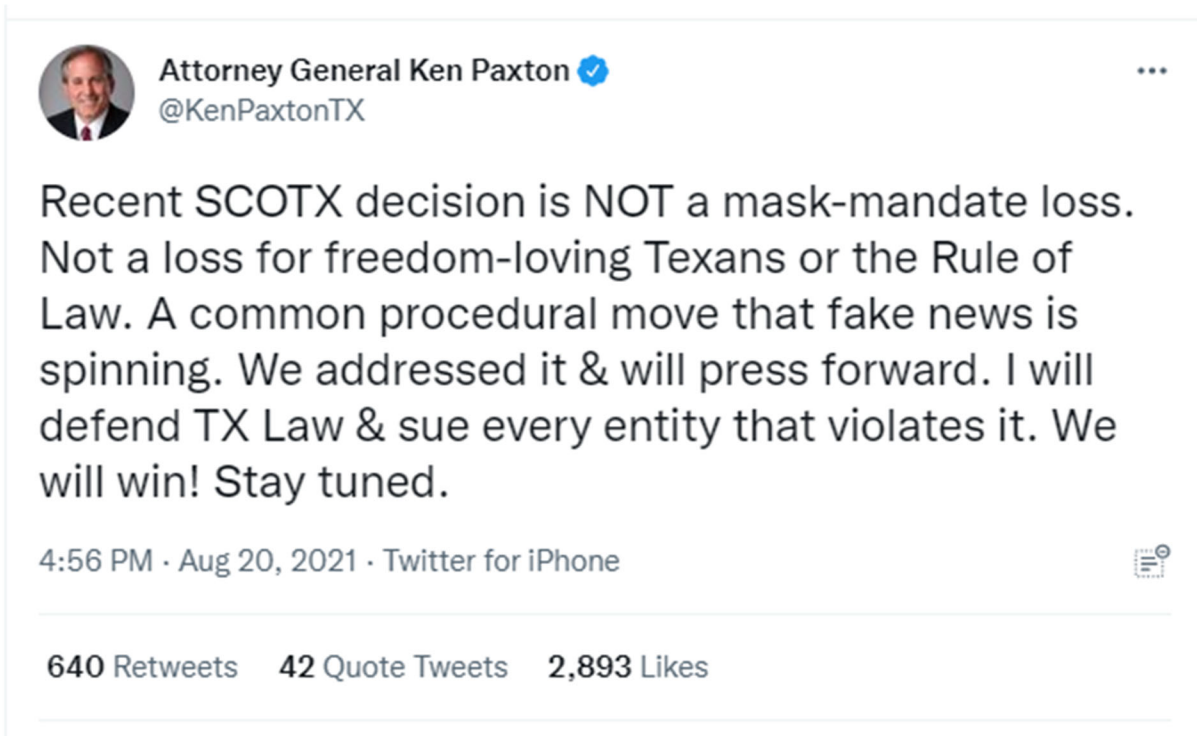 Attorney General Ken Paxton
@KenPaxtonTX
Recent SCOTX decision is NOT a mask-mandate loss.
Not a loss for freedom-loving Texans or the Rule of
Law. A common procedural move that fake news is
spinning. We addressed it & will press forward. I will
defend TX Law & sue every entity that violates it. We
will win! Stay tuned.
4:56 PM · Aug 20, 2021 · Twitter for iPhone
640 Retweets 42 Quote Tweets 2,893 Likes